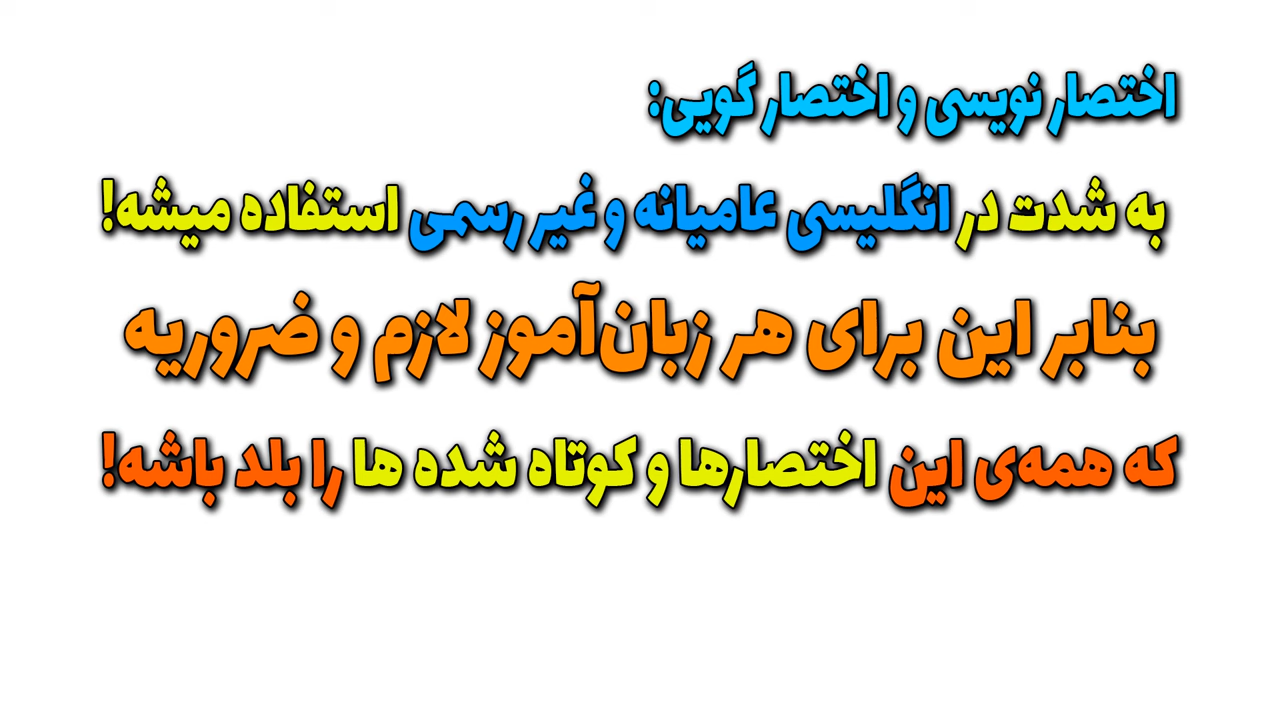 اختصار نویسی و اختصار گویی:
به شدت در انگلیسی عامیانه و غیر رسمی استفاده میشه!
بنابر این برای هر زبان‌آموز لازم و ضروریه
که همه‌ی این اختصارها و کوتاه شده ها را بلد باشه!